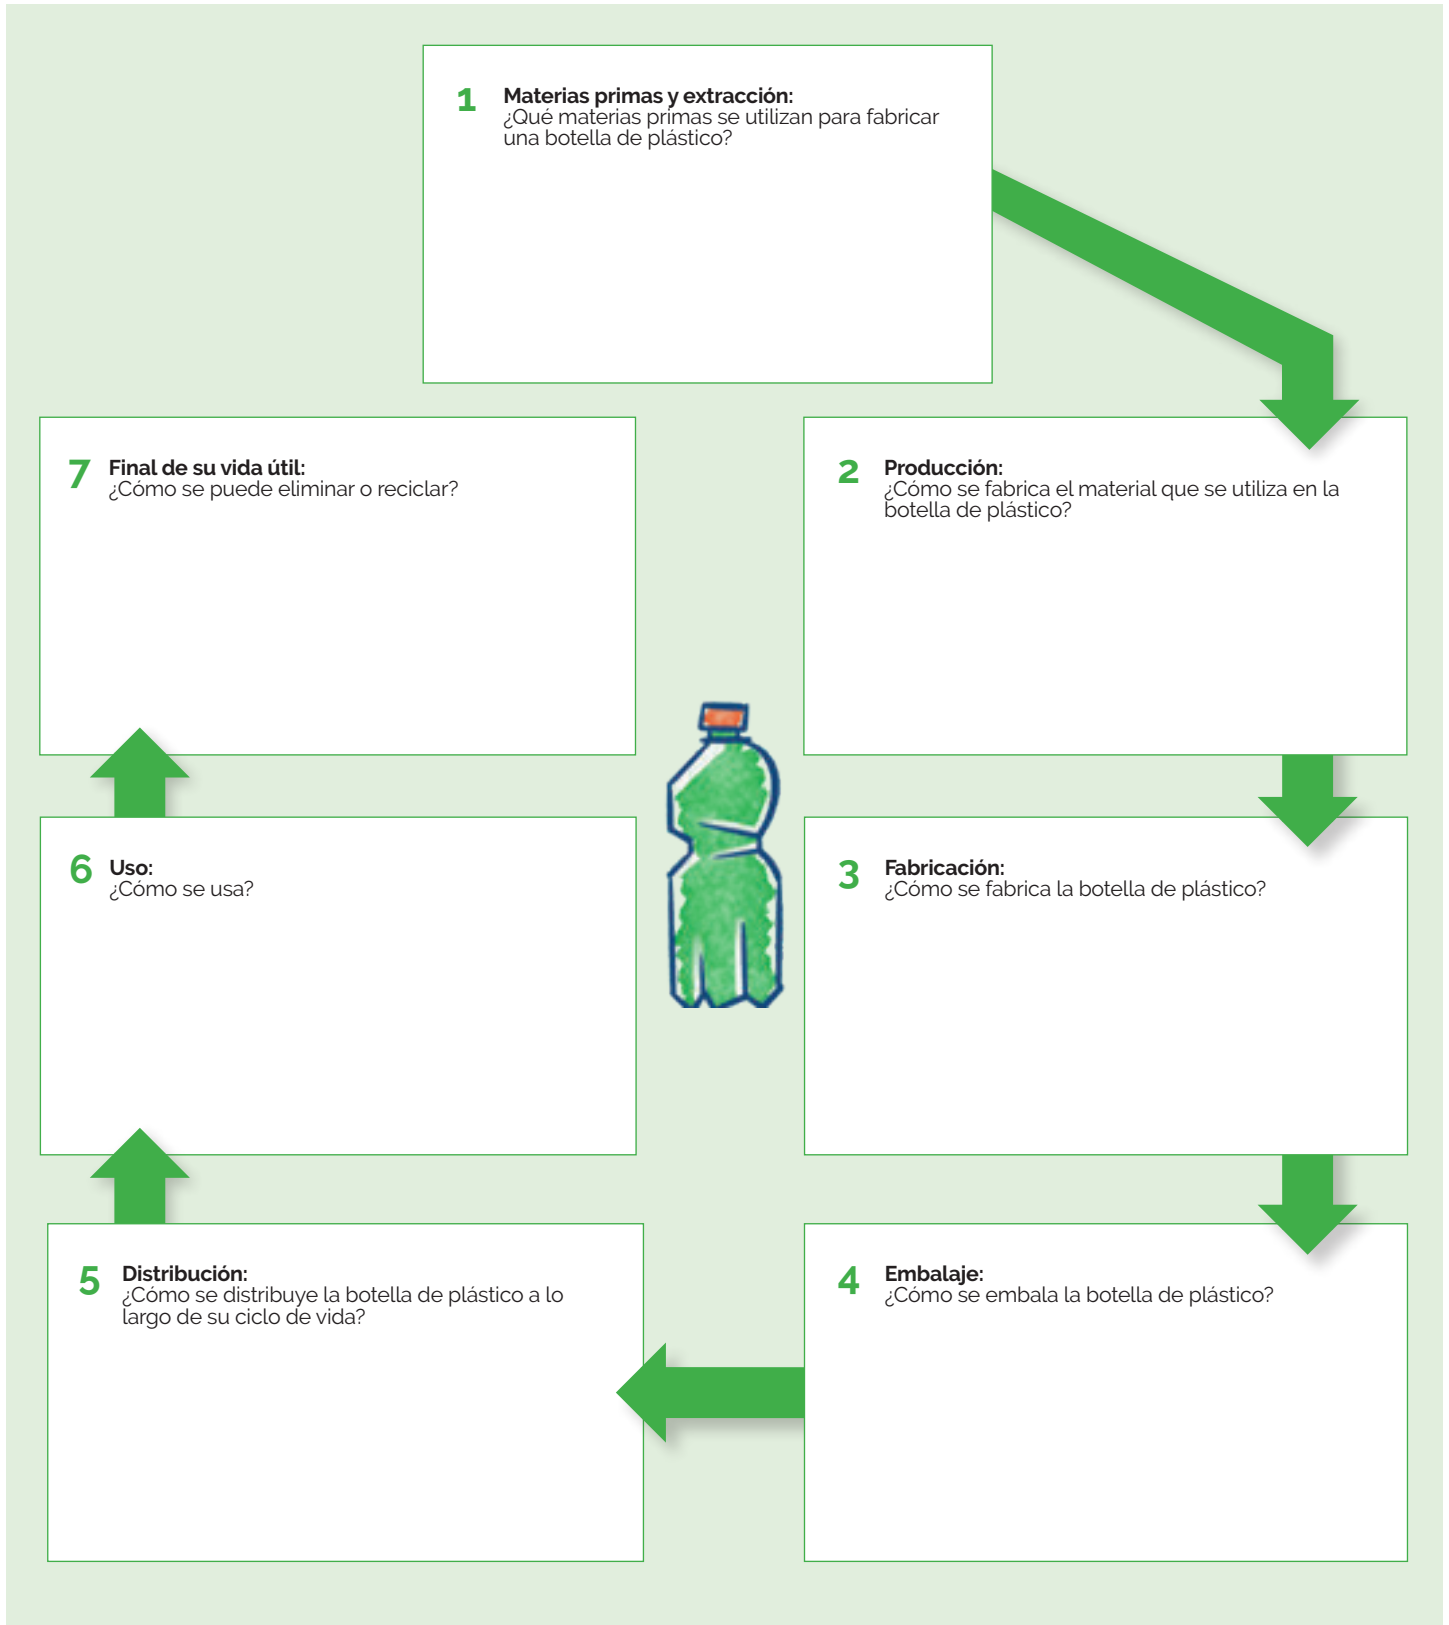 1 Materias primas y extracción:
¿Qué materias primas se utilizan para fabricar
una botella de plástico?
2 Producción:
¿Cómo se fabrica el material que se utiliza en la
botella de plástico?
3 Fabricación:
¿Cómo se fabrica la botella de plástico?
4 Embalaje:
¿Cómo se embala la botella de plástico?
5 Distribución:
¿Cómo se distribuye la botella de plástico a lo
largo de su ciclo de vida?
6 Uso:
¿Cómo se usa?
7 Final de su vida útil:
¿Cómo se puede eliminar o reciclar?